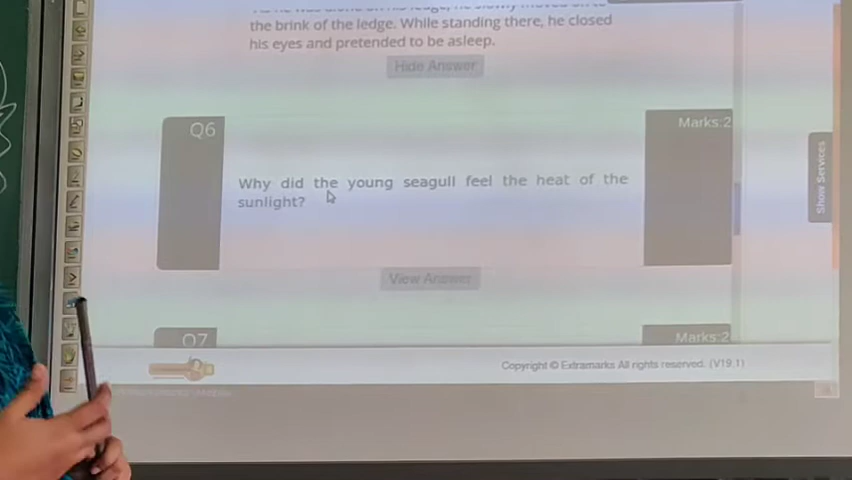 the brink of the ledge. While standing there, he closed
his eyes and pretended to be asleep.
Hide Answer
Q6
Marks:2
Why did the young seagull feel the heat of the
sunlight?
Show Services
View Answer
Q7
Marks:2
Copyright © Extramarks All rights reserved. (V19.1)